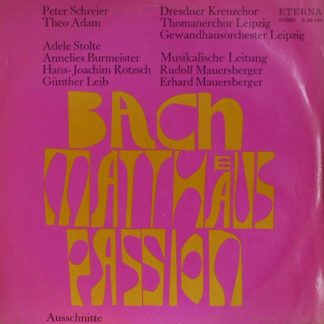 Peter Schreier
Theo Adam
Adele Stolte
Annelies Burmeister
Hans-Joachim Rotzsch
Günther Leib
Dresdner Kreuzchor
Thomanerchor Leipzig
Gewandhausorchester Leipzig
Musikalische Leitung
Rudolf Mauersberger
Erhard Mauersberger
ETERNA
STEREO
BACH
MATTHEÄUS
PASSION
Ausschnitte